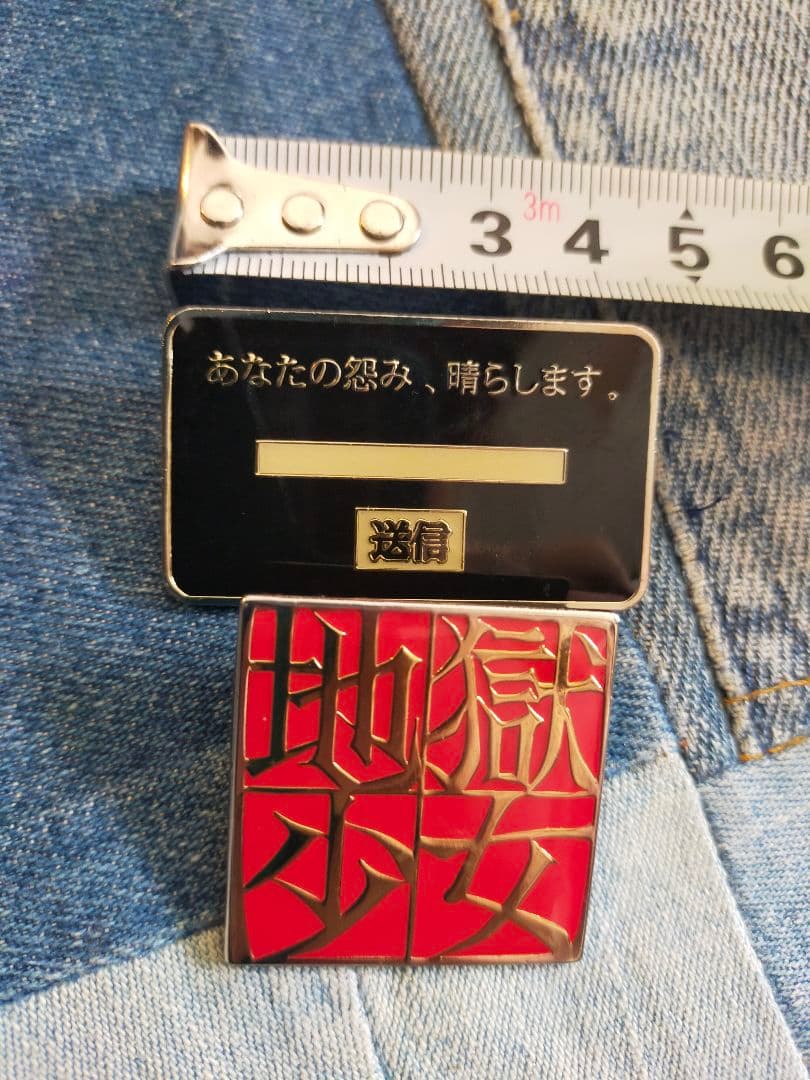 3m
3 4 5 6
あなたの怨み、晴らします。
送信
地獄
少女